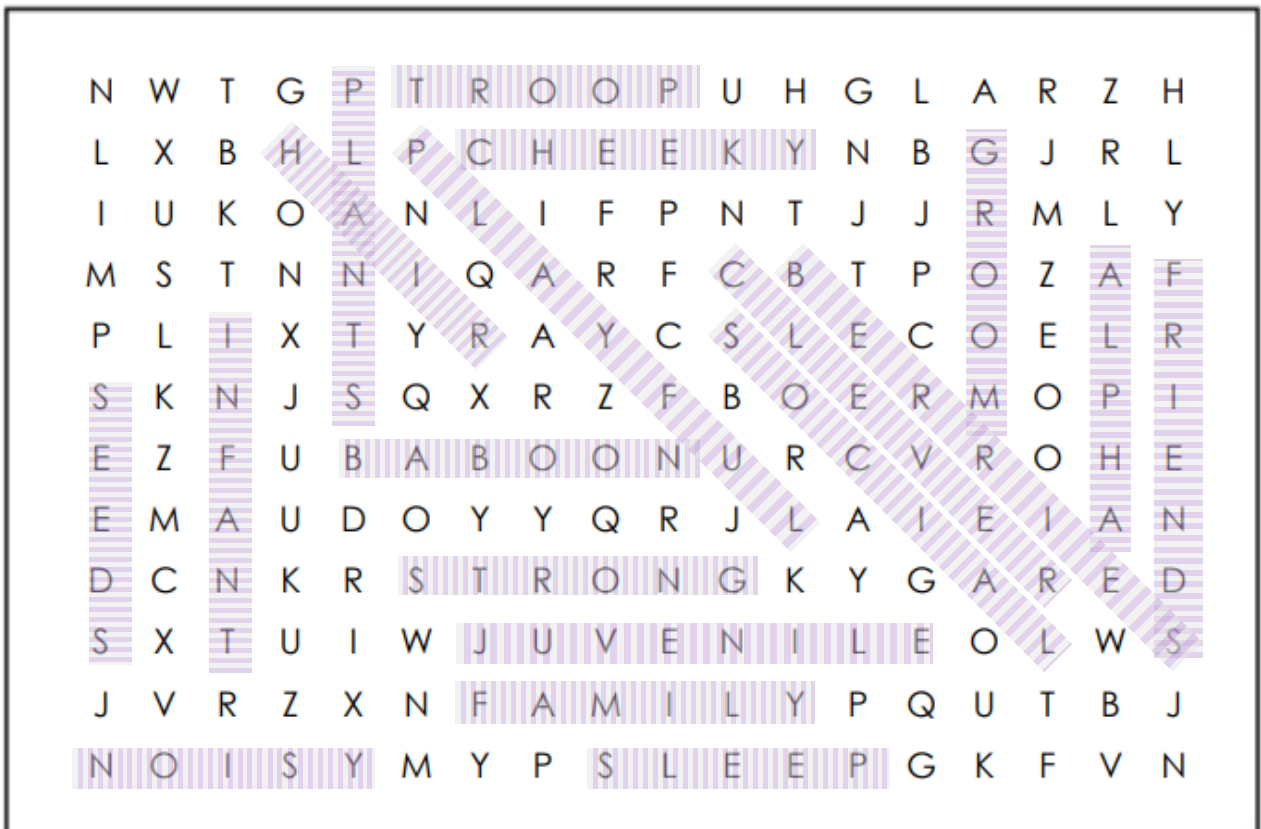 N W T G P T R O O P U H G L A R Z H
L X B H L P C H E E K Y N B G J R L
I U K O A N L I F P N T J J R M L Y
M S T N N I Q A R F C B T P O Z A F
P L I X T Y R A Y C S L E C O E L R
S K N J S Q X R Z F B O E R M O P I
E Z F U B A B O O N U R C V R O H E
E M A U D O Y Y Q R J L A I E I A N
D C N K R S T R O N G K Y G A R E D
S X T U I W J U V E N I L E O L W S
J V R Z X N F A M I L Y P Q U T B J
N O I S Y M Y P S L E E P G K F V N